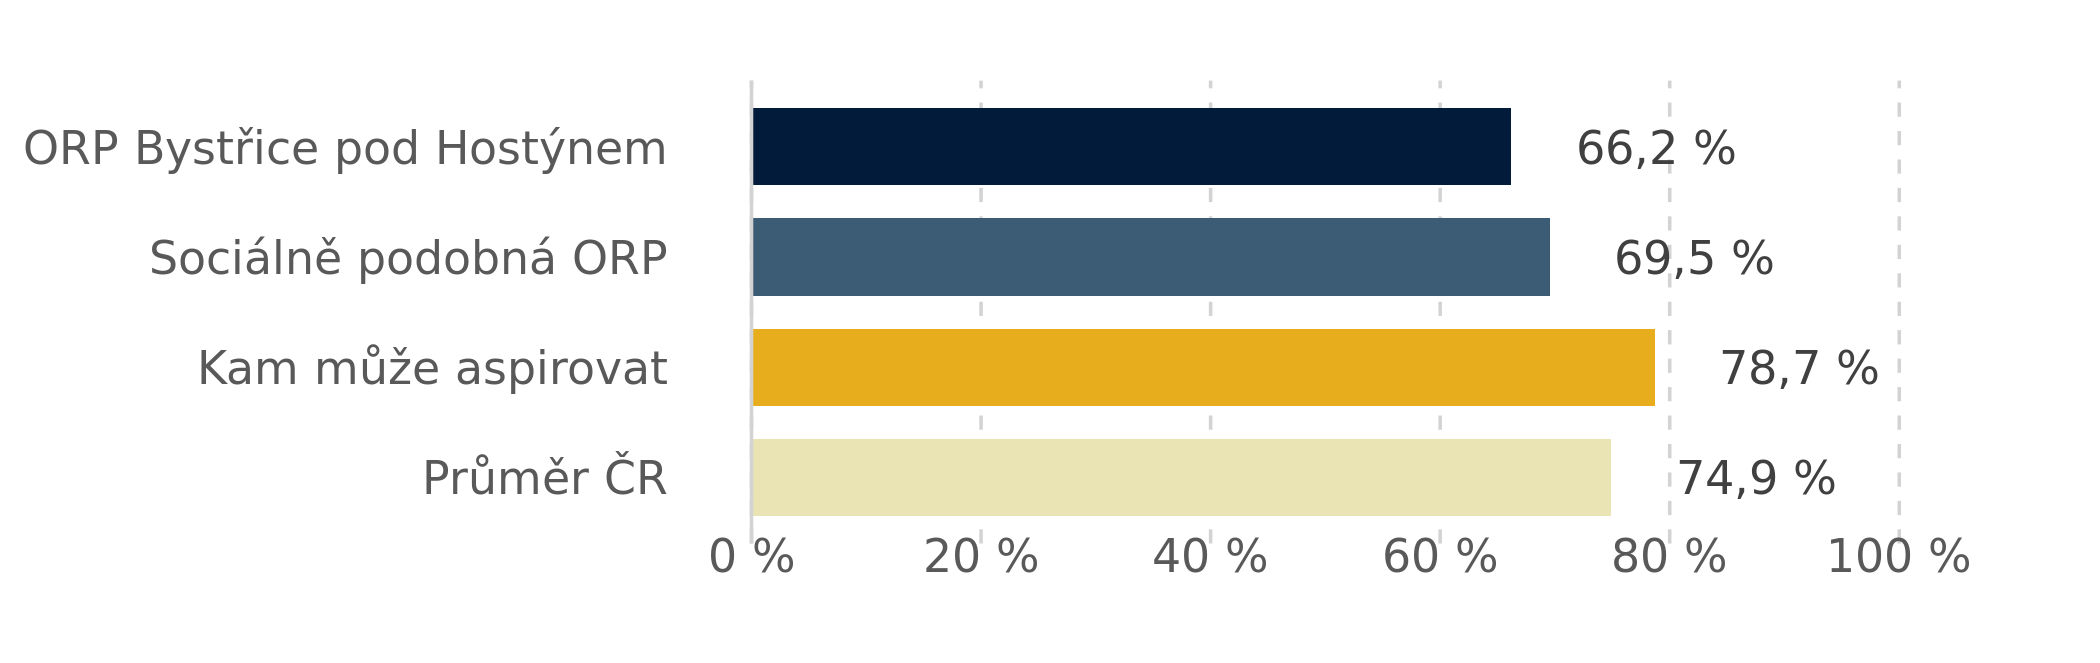 ORP Bystřice pod Hostýnem 66,2 %
Sociálně podobná ORP 69,5 %
Kam může aspirovat 78,7 %
Průměr ČR 74,9 %
0 % 20 % 40 % 60 % 80 % 100 %